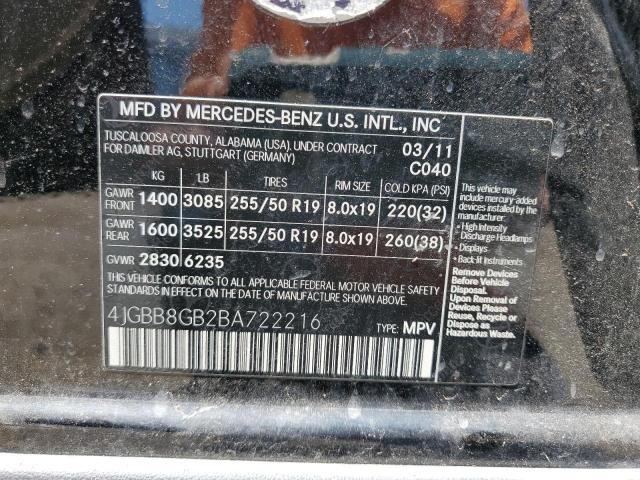 MFD BY MERCEDES-BENZ U.S. INTL., INC
TUSCALOOSA COUNTY, ALABAMA (USA). UNDER CONTRACT
FOR DAIMLER AG, STUTTGART (GERMANY)
03/11
C040
KG LB TIRES RIM SIZE COLD KPA (PSI)
GAWR FRONT 1400 3085 255/50 R19 8.0x19 220(32)
GAWR REAR 1600 3525 255/50 R19 8.0x19 260(38)
GVWR 2830 6235
THIS VEHICLE CONFORMS TO ALL APPLICABLE FEDERAL MOTOR VEHICLE SAFETY
STANDARDS IN EFFECT ON THE DATE OF MANUFACTURE SHOWN ABOVE.
4JGBB8GB2BA722216
TYPE: MPV
This vehicle may
include mercury-added
devices installed by the
manufacturer:
• High Intensity
Discharge Headlamps
• Displays
• Back-lit Instruments
Remove Devices
Before Vehicle
Disposal.
Upon Removal of
Devices Please
Reuse, Recycle or
Dispose as
Hazardous Waste.